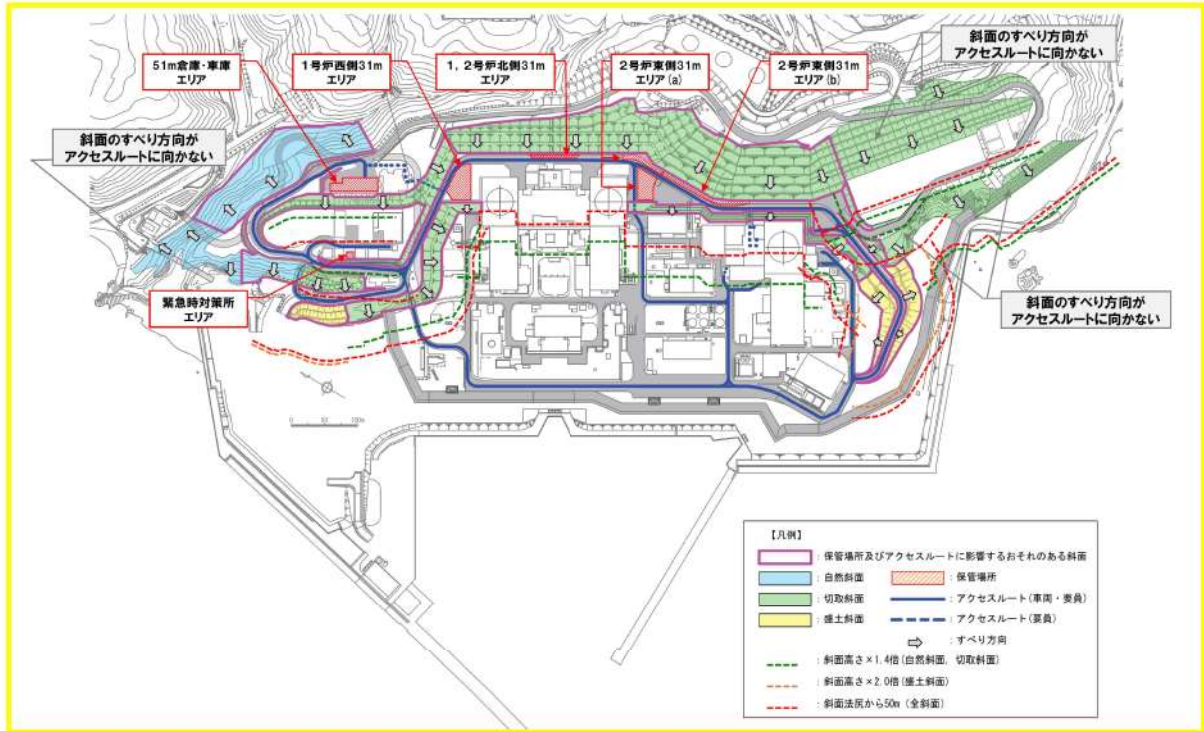 斜面のすべり方向が
アクセスルートに向かない
51m倉庫・車庫
エリア
1号炉西側31m
エリア
1，2号炉北側31m
エリア
2号炉東側31m
エリア(a)
2号炉東側31m
エリア(b)
斜面のすべり方向が
アクセスルートに向かない
緊急時対策所
エリア
斜面のすべり方向が
アクセスルートに向かない
0 50 100m
【凡例】
：保管場所及びアクセスルートに影響するおそれのある斜面
：自然斜面
：保管場所
：切取斜面
：アクセスルート(車両・要員)
：盛土斜面
：アクセスルート(要員)
：すべり方向
：斜面高さ×1.4倍(自然斜面，切取斜面)
：斜面高さ×2.0倍(盛土斜面)
：斜面法尻から50m（全斜面）